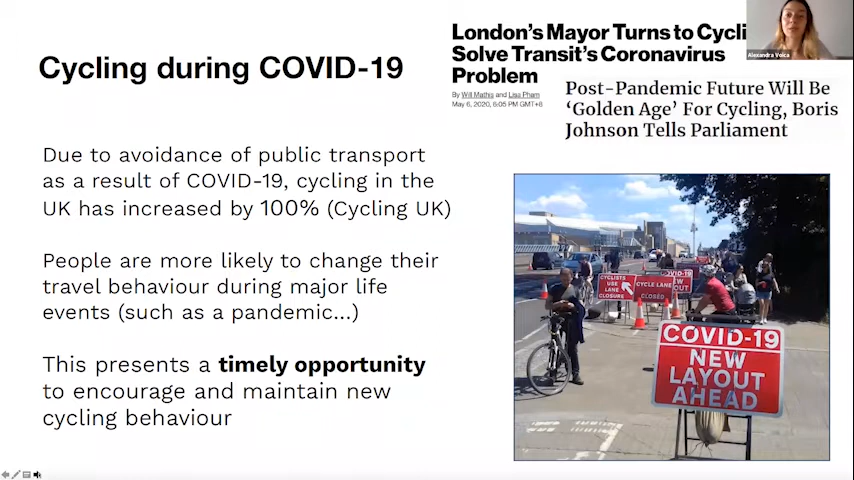 Cycling during COVID-19
London's Mayor Turns to Cycli
Solve Transit's Coronavirus
Problem
By Will Mathis and Lisa Pham
May 6, 2020, 6:05 PM GMT+8
Alexandra Voica
Post-Pandemic Future Will Be
'Golden Age' For Cycling, Boris
Johnson Tells Parliament
Due to avoidance of public transport
as a result of COVID-19, cycling in the
UK has increased by 100% (Cycling UK)
People are more likely to change their
travel behaviour during major life
events (such as a pandemic...)
This presents a timely opportunity
to encourage and maintain new
cycling behaviour
CYCLISTS
USE
LANE
CLOSURE
CYCLE LANE
CLOSED
COVID-19
NEW
LAYOUT
AHEAD